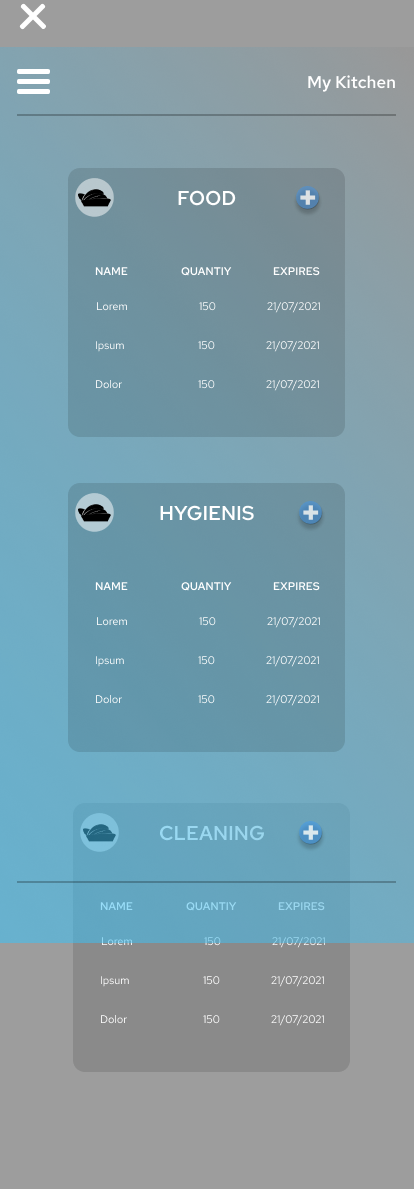 My Kitchen
FOOD
NAME QUANTIY EXPIRES
Lorem 150 21/07/2021
Ipsum 150 21/07/2021
Dolor 150 21/07/2021
HYGIENIS
NAME QUANTIY EXPIRES
Lorem 150 21/07/2021
Ipsum 150 21/07/2021
Dolor 150 21/07/2021
CLEANING
NAME QUANTIY EXPIRES
Lorem 150 21/07/2021
Ipsum 150 21/07/2021
Dolor 150 21/07/2021